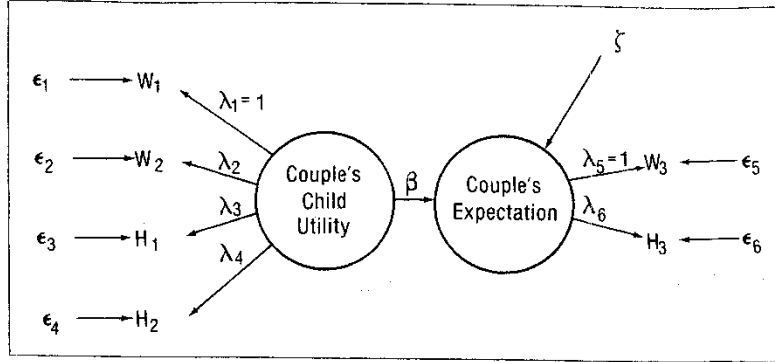 ζ
ϵ₁ W₁
λ₁ = 1
ϵ₂ W₂ λ₂
Couple's
Child
Utility
β
Couple's
Expectation
λ₅=1 W₃ ϵ₅
λ₃
ϵ₃ H₁
λ₆
H₃ ϵ₆
λ₄
ϵ₄ H₂